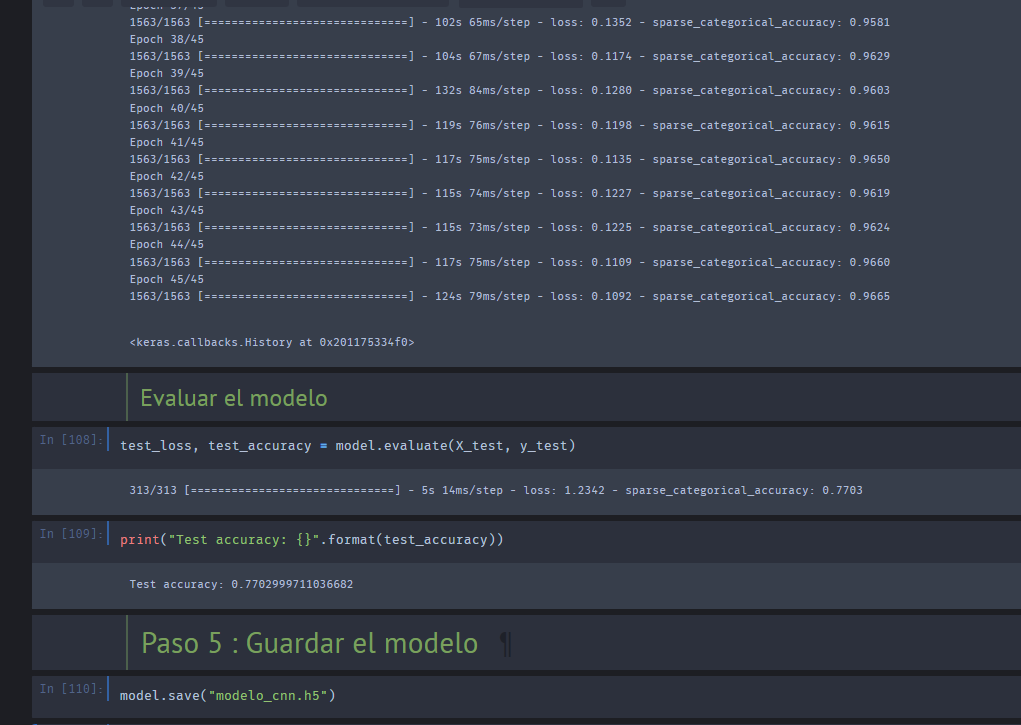 Epoch 37/45
1563/1563 [==============================] - 102s 65ms/step - loss: 0.1352 - sparse_categorical_accuracy: 0.9581
Epoch 38/45
1563/1563 [==============================] - 104s 67ms/step - loss: 0.1174 - sparse_categorical_accuracy: 0.9629
Epoch 39/45
1563/1563 [==============================] - 132s 84ms/step - loss: 0.1280 - sparse_categorical_accuracy: 0.9603
Epoch 40/45
1563/1563 [==============================] - 119s 76ms/step - loss: 0.1198 - sparse_categorical_accuracy: 0.9615
Epoch 41/45
1563/1563 [==============================] - 117s 75ms/step - loss: 0.1135 - sparse_categorical_accuracy: 0.9650
Epoch 42/45
1563/1563 [==============================] - 115s 74ms/step - loss: 0.1227 - sparse_categorical_accuracy: 0.9619
Epoch 43/45
1563/1563 [==============================] - 115s 73ms/step - loss: 0.1225 - sparse_categorical_accuracy: 0.9624
Epoch 44/45
1563/1563 [==============================] - 117s 75ms/step - loss: 0.1109 - sparse_categorical_accuracy: 0.9660
Epoch 45/45
1563/1563 [==============================] - 124s 79ms/step - loss: 0.1092 - sparse_categorical_accuracy: 0.9665
<keras.callbacks.History at 0x201175334f0>
Evaluar el modelo
In [108]: test_loss, test_accuracy = model.evaluate(X_test, y_test)
313/313 [==============================] - 5s 14ms/step - loss: 1.2342 - sparse_categorical_accuracy: 0.7703
In [109]: print("Test accuracy: {}".format(test_accuracy))
Test accuracy: 0.7702999711036682
Paso 5 : Guardar el modelo ¶
In [110]: model.save("modelo_cnn.h5")